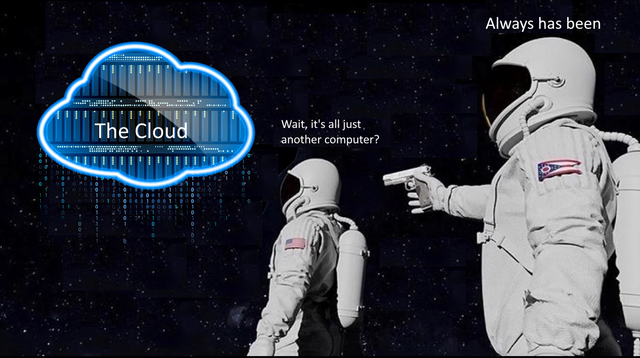 Always has been
The Cloud
Wait, it's all just
another computer?